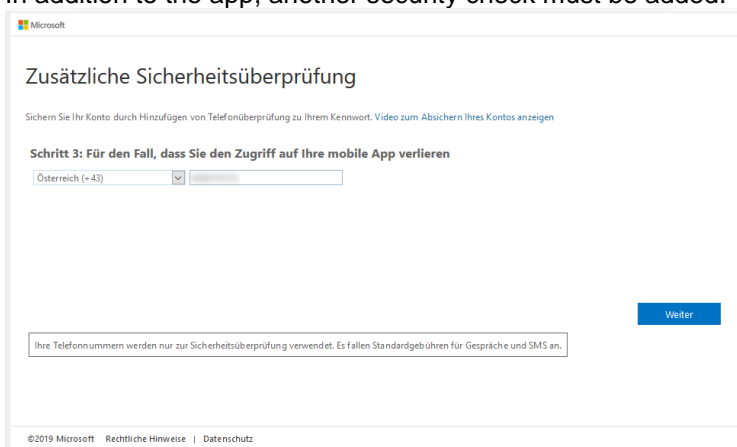 In addition to the app, another security check must be added.
Microsoft
Zusätzliche Sicherheitsüberprüfung
Sichern Sie Ihr Konto durch Hinzufügen von Telefonüberprüfung zu Ihrem Kennwort. Video zum Absichern Ihres Kontos anzeigen
Schritt 3: Für den Fall, dass Sie den Zugriff auf Ihre mobile App verlieren
Österreich (+43)
Weiter
Ihre Telefonnummern werden nur zur Sicherheitsüberprüfung verwendet. Es fallen Standardgebühren für Gespräche und SMS an.
©2019 Microsoft Rechtliche Hinweise | Datenschutz